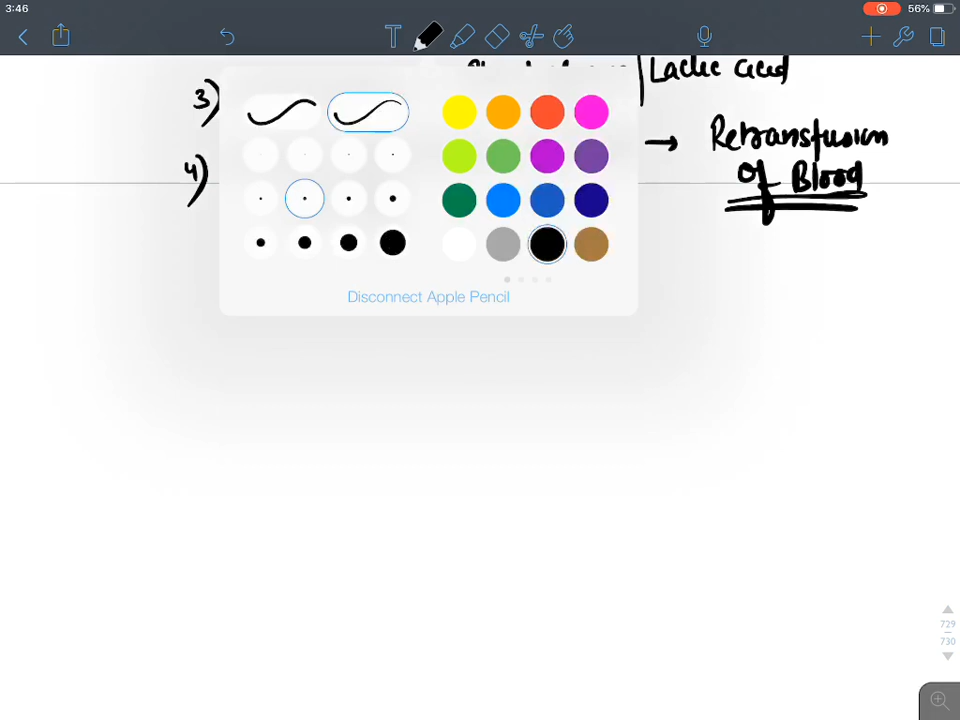 3:46
56%
T
Lactic acid
3)
→ Retransfusion
of Blood
4)
Disconnect Apple Pencil
729
730